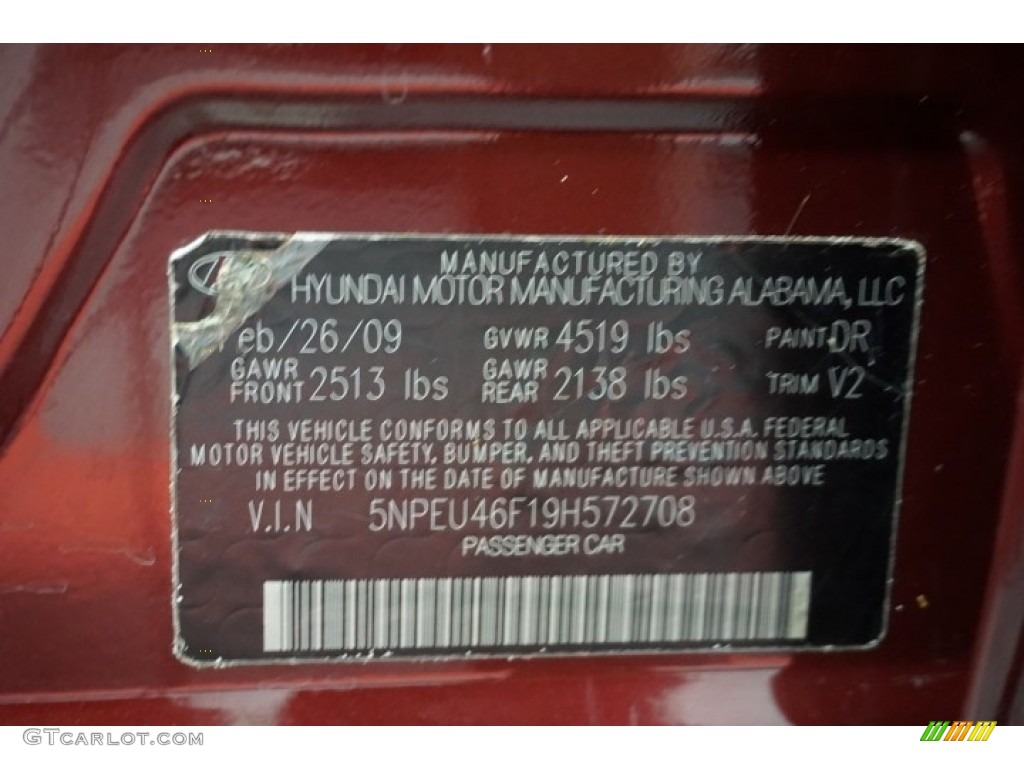 MANUFACTURED BY
HYUNDAI MOTOR MANUFACTURING ALABAMA, LLC
eb/26/09 GVWR 4519 lbs PAINT DR
GAWR FRONT 2513 lbs GAWR REAR 2138 lbs TRIM V2
THIS VEHICLE CONFORMS TO ALL APPLICABLE U.S.A. FEDERAL
MOTOR VEHICLE SAFETY, BUMPER, AND THEFT PREVENTION STANDARDS
IN EFFECT ON THE DATE OF MANUFACTURE SHOWN ABOVE
V.I.N 5NPEU46F19H572708
PASSENGER CAR
GTCarLot.com